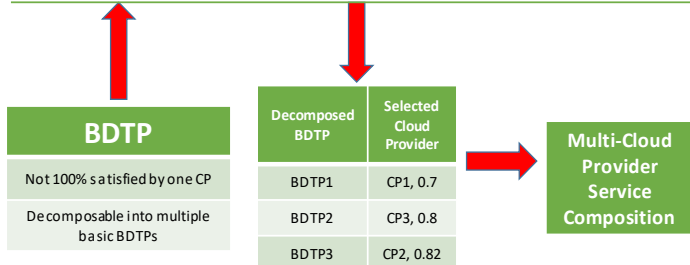 BDTP
Not 100% satisfied by one CP
Decomposable into multiple
basic BDTPs
Decomposed
BDTP
Selected
Cloud
Provider
BDTP1 CP1, 0.7
BDTP2 CP3, 0.8
BDTP3 CP2, 0.82
Multi-Cloud
Provider
Service
Composition